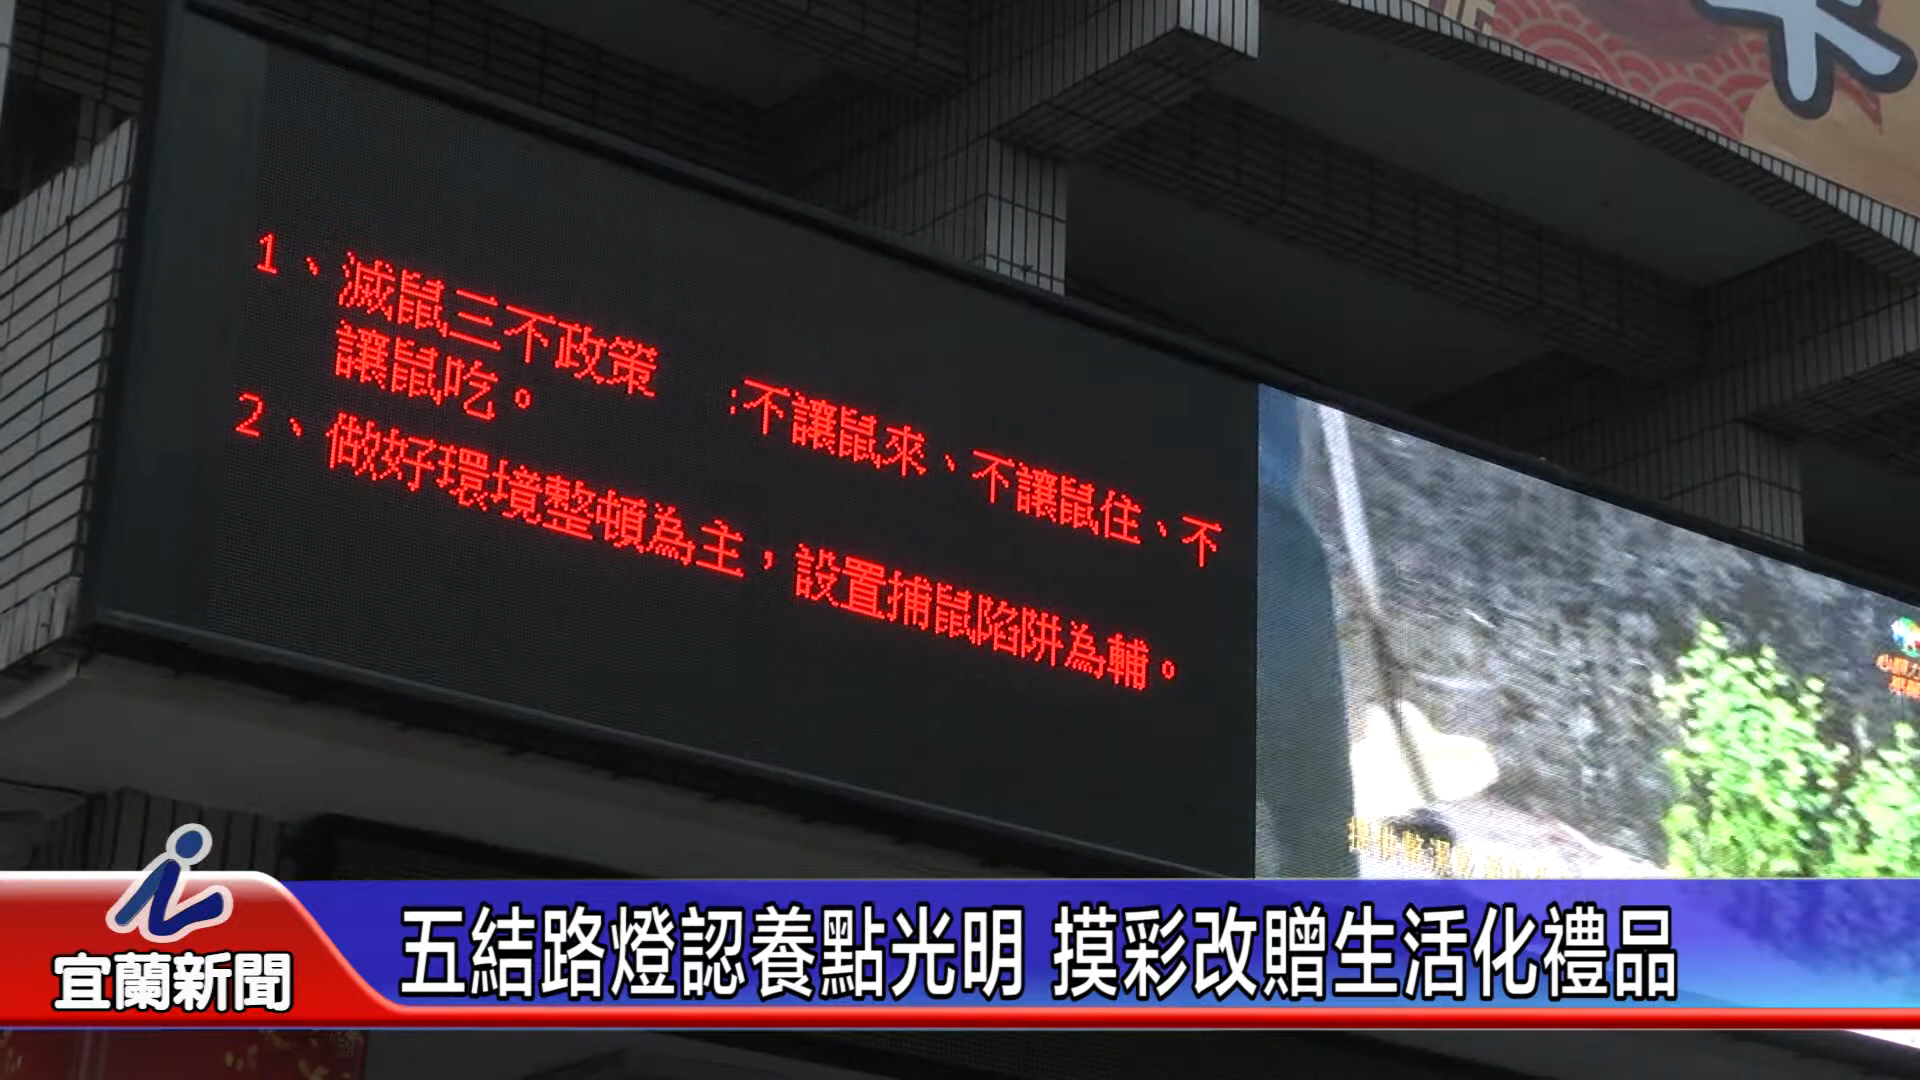 1、滅鼠三不政策 :不讓鼠來、不讓鼠住、不
讓鼠吃。
2、做好環境整頓為主，設置捕鼠陷阱為輔。
宜蘭新聞
五結路燈認養點光明 摸彩改贈生活化禮品